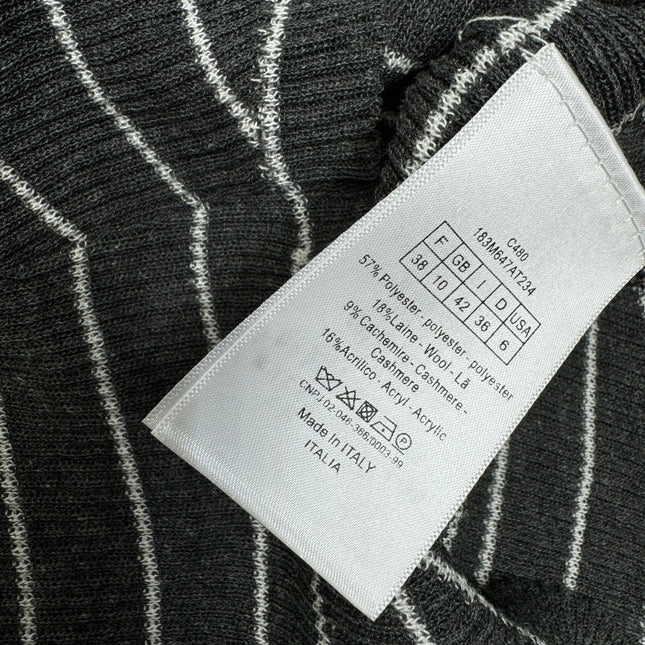 C480
183M647AT234
F GB I D USA
38 10 42 36 6
57% Polyester - polyester - polyester
18%Laine - Wool - Lã
9% Cachemire - Cashmere -
Cashmere
16%Acrilico - Acryl - Acrylic
CNPJ 02-046-366/0003-99
Made In ITALY
ITALIA